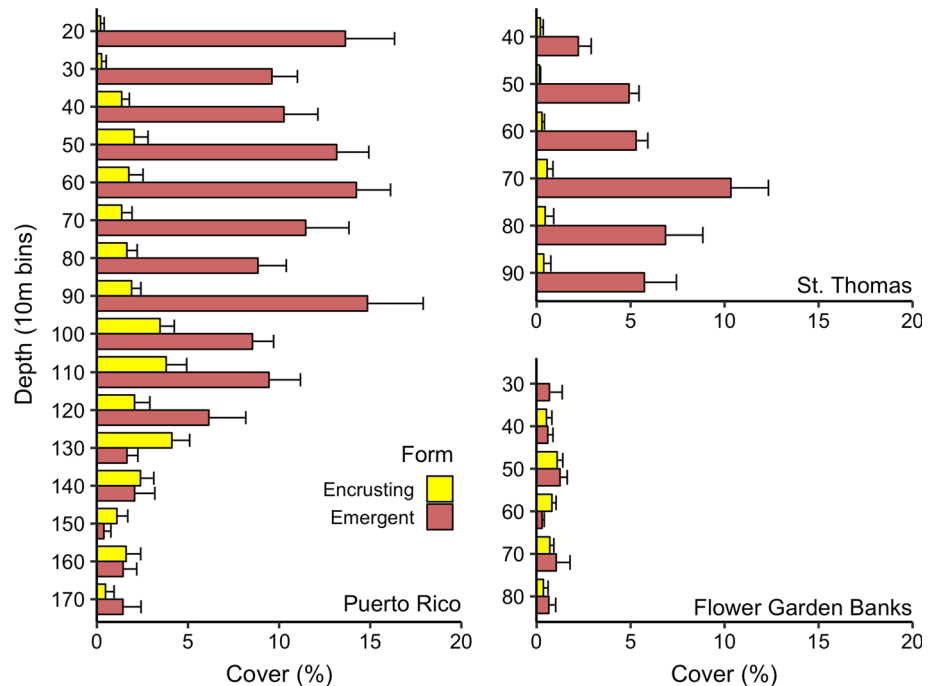 Depth (10m bins)
20
30
40
50
60
70
80
90
100
110
120
130
140
150
160
170
Form
Encrusting
Emergent
Puerto Rico
0 5 10 15 20
Cover (%)
40
50
60
70
80
90
St. Thomas
0 5 10 15 20
30
40
50
60
70
80
Flower Garden Banks
0 5 10 15 20
Cover (%)